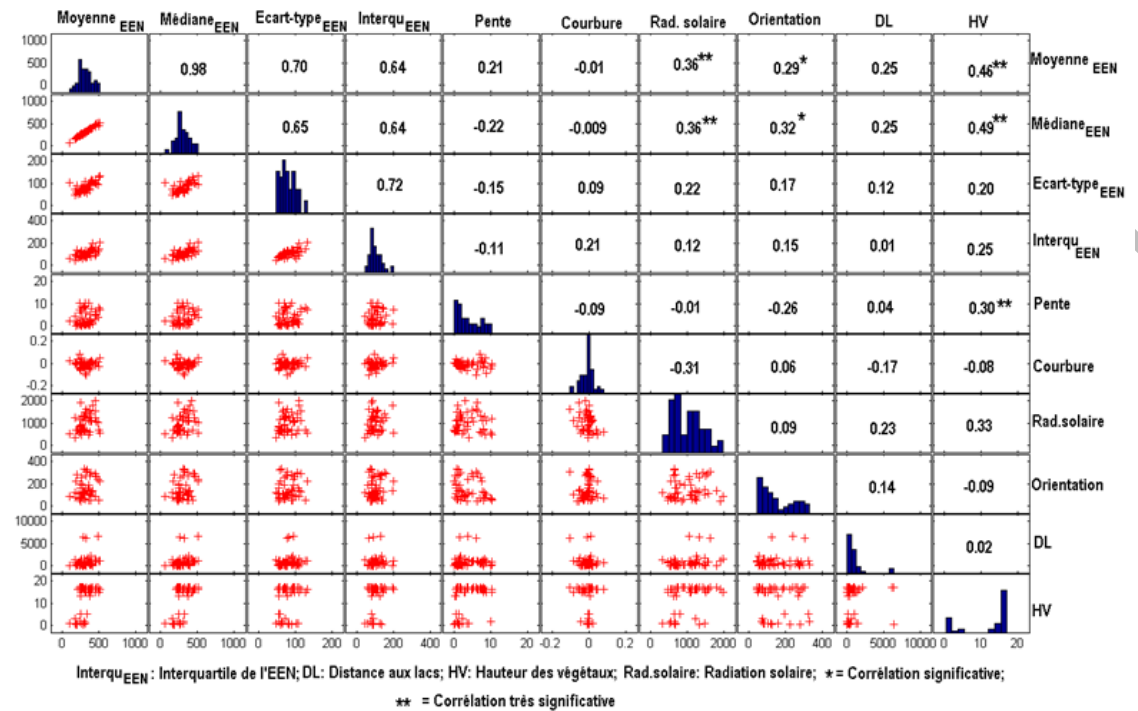 Moyenne EEN Médiane EEN Ecart-type EEN Interqu EEN Pente Courbure Rad. solaire Orientation DL HV
1000
500
0
0.98 0.70 0.64 0.21 -0.01 0.36** 0.29* 0.25 0.46** Moyenne EEN
1000
500
0
0.65 0.64 -0.22 -0.009 0.36** 0.32* 0.25 0.49** Médiane EEN
200
100
0
0.72 -0.15 0.09 0.22 0.17 0.12 0.20 Ecart-type EEN
400
200
0
-0.11 0.21 0.12 0.15 0.01 0.25 Interqu EEN
20
10
0
-0.09 -0.01 -0.26 0.04 0.30** Pente
0.2
0
-0.2
-0.31 0.06 -0.17 -0.08 Courbure
2000
1000
0
0.09 0.23 0.33 Rad.solaire
400
200
0
0.14 -0.09 Orientation
10000
5000
0
0.02 DL
20
10
0
HV
0 500 1000 0 500 1000 0 100 200 0 200 400 0 10 20 -0.2 0 0.2 0 1000 2000 0 200 400 0 5000 10000 0 10 20
Interqu EEN : Interquartile de l'EEN; DL: Distance aux lacs; HV: Hauteur des végétaux; Rad.solaire: Radiation solaire; * = Corrèlation significative;
** = Corrèlation très significative